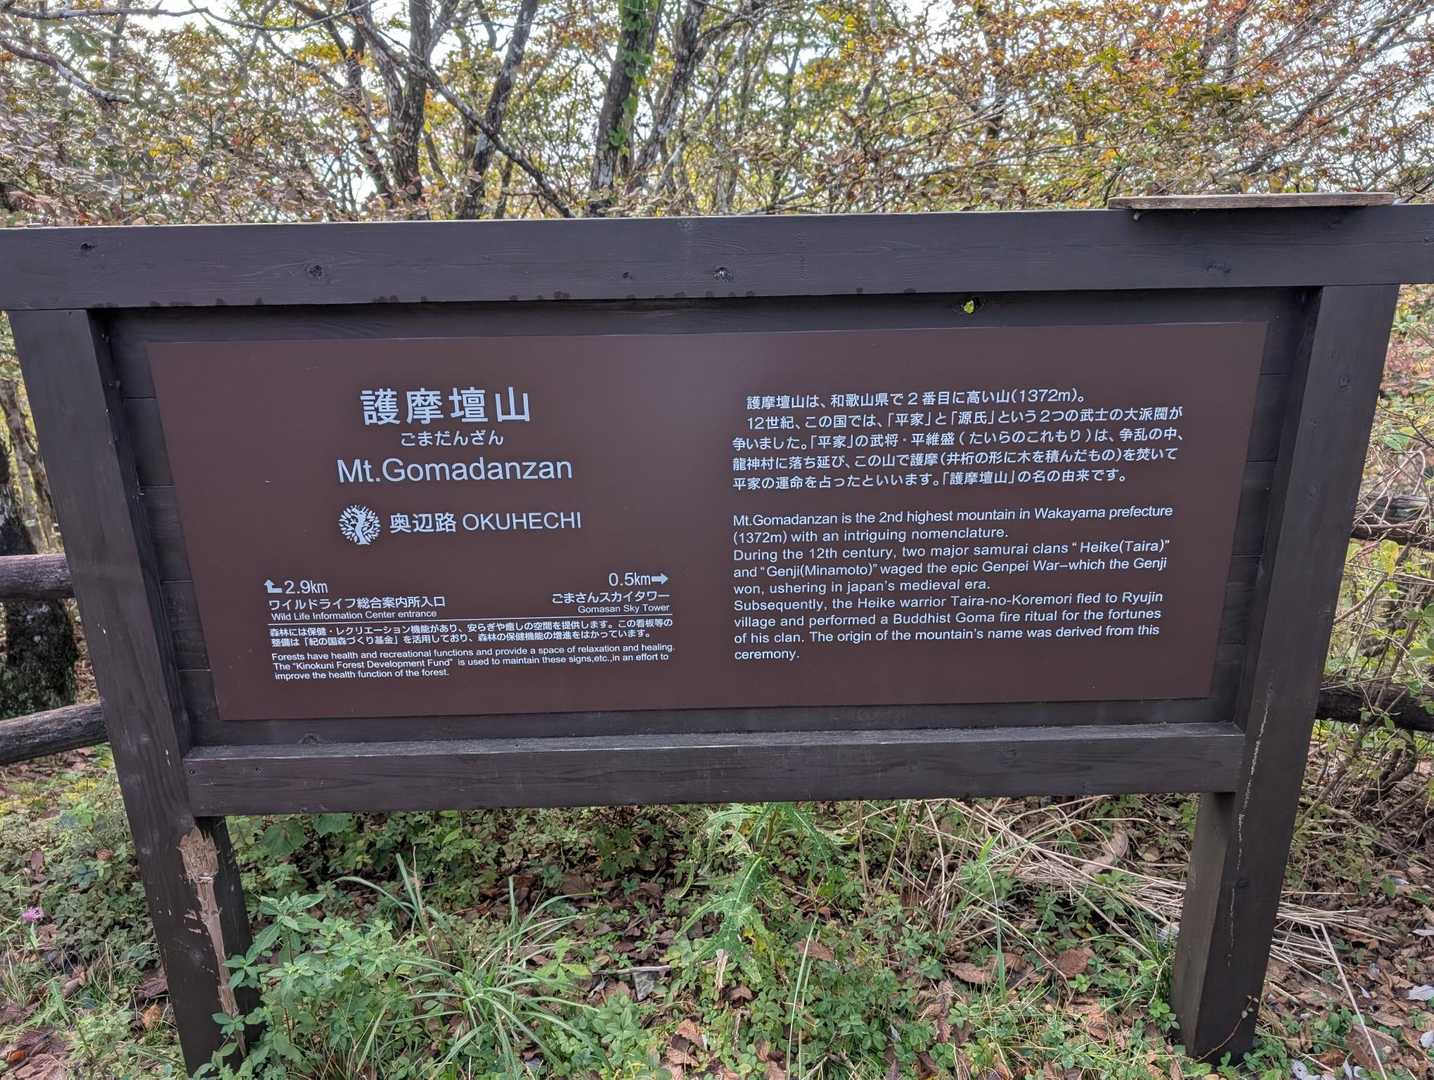 護摩壇山
ごまだんざん
Mt.Gomadanzan
奥辺路 OKUHECHI
2.9km
ワイルドライフ総合案内所入口
Wild Life Information Center entrance
0.5km
ごまさんスカイタワー
Gomasan Sky Tower
森林には保健・レクリエーション機能があり、安らぎや癒しの空間を提供します。この看板等の
整備は「紀の国森づくり基金」を活用しており、森林の保健機能の増進をはかっています。
Forests have health and recreational functions and provide a space of relaxation and healing.
The "Kinokuni Forest Development Fund" is used to maintain these signs,etc.,in an effort to
improve the health function of the forest.
護摩壇山は、和歌山県で2番目に高い山(1372m)。
12世紀、この国では、「平家」と「源氏」という2つの武士の大派閥が
争いました。「平家」の武将・平維盛(たいらのこれもり)は、争乱の中、
龍神村に落ち延び、この山で護摩(井桁の形に木を積んだもの)を焚いて
平家の運命を占ったといいます。「護摩壇山」の名の由来です。
Mt.Gomadanzan is the 2nd highest mountain in Wakayama prefecture
(1372m) with an intriguing nomenclature.
During the 12th century, two major samurai clans "Heike(Taira)"
and "Genji(Minamoto)" waged the epic Genpei War–which the Genji
won, ushering in japan's medieval era.
Subsequently, the Heike warrior Taira-no-Koremori fled to Ryujin
village and performed a Buddhist Goma fire ritual for the fortunes
of his clan. The origin of the mountain's name was derived from this
ceremony.